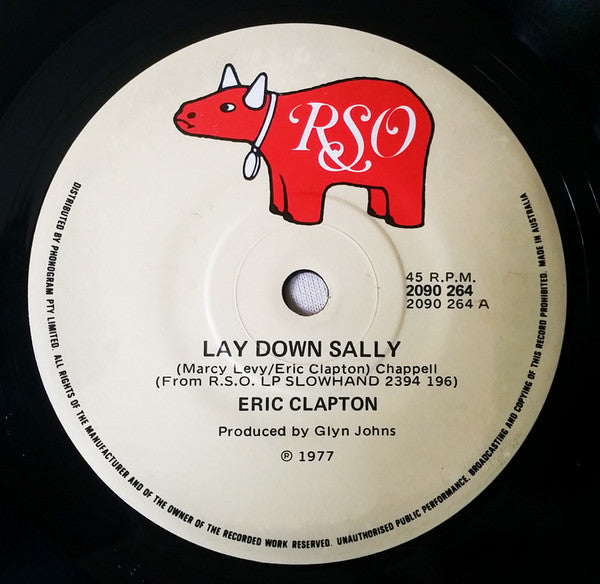 RSO
45 R.P.M.
2090 264
2090 264 A
LAY DOWN SALLY
(Marcy Levy/Eric Clapton) Chappell
(From R.S.O. LP SLOWHAND 2394 196)
ERIC CLAPTON
Produced by Glyn Johns
℗ 1977
DISTRIBUTED BY PHONOGRAM PTY LIMITED. ALL RIGHTS OF THE MANUFACTURER AND OF THE OWNER OF THE RECORDED WORK RESERVED. UNAUTHORISED PUBLIC PERFORMANCE, BROADCASTING AND COPYING OF THIS RECORD PROHIBITED. MADE IN AUSTRALIA